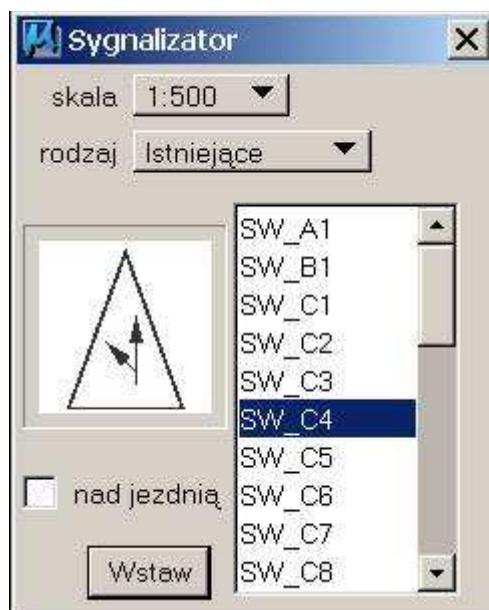 Sygnalizator
skala 1:500
rodzaj Istniejące
SW_A1
SW_B1
SW_C1
SW_C2
SW_C3
SW_C4
SW_C5
SW_C6
SW_C7
SW_C8
nad jezdnią
Wstaw